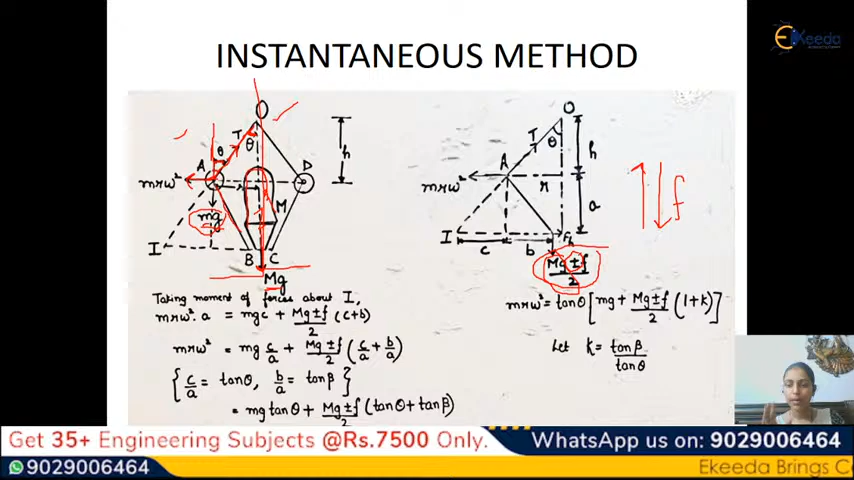 INSTANTANEOUS METHOD
Ekeeda
O
T
θ
θ
A
D
h
mrω²
r
M
mg
I
B
C
Mg
Taking moment of forces about I,
mrω². a = mgc + Mg±f/2 (c+b)
mrω² = mg c/a + Mg±f/2 (c/a + b/a)
{c/a = tanθ, b/a = tanβ}
= mg tanθ + Mg±f/2 (tanθ + tanβ)
O
T
θ
h
A
mrω²
r
a
I
c
b
Mg±f/2
f
mrω² = tanθ [mg + Mg±f/2 (1+k)]
Let K = tanβ/tanθ
Get 35+ Engineering Subjects @Rs.7500 Only.
WhatsApp us on: 9029006464
9029006464
Ekeeda Brings C